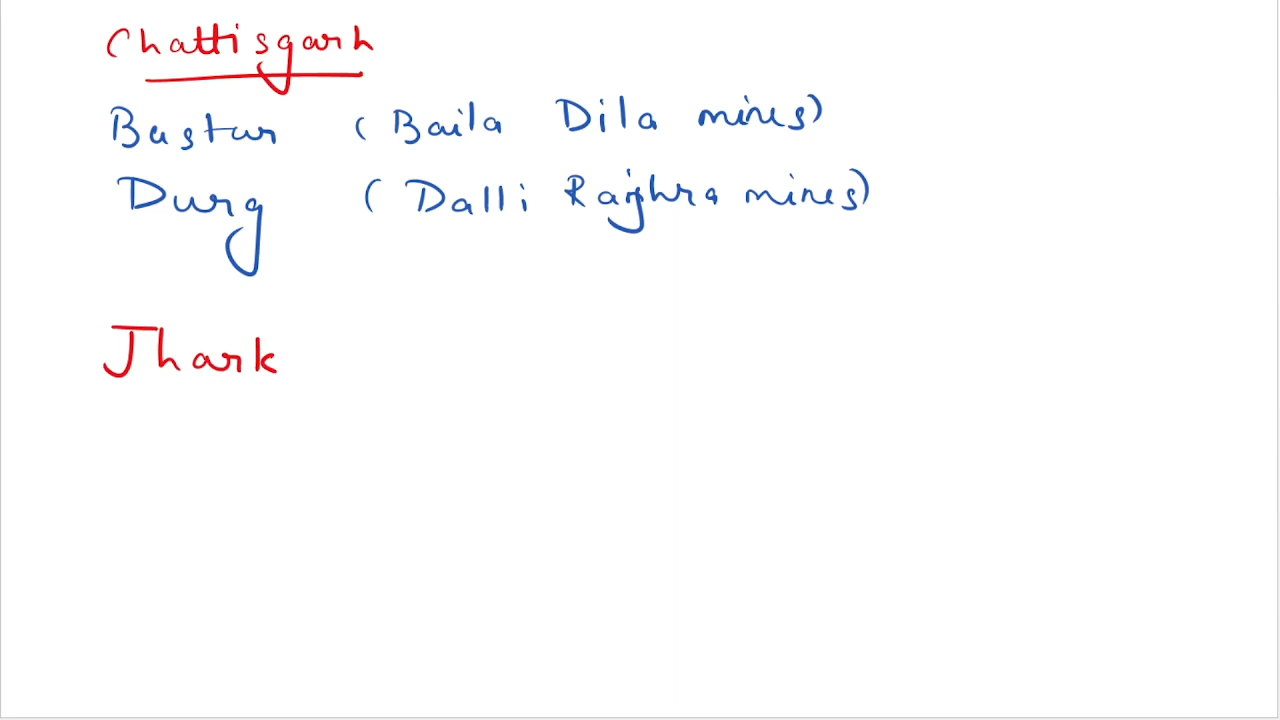 Chattisgarh
Bastar (Baila Dila mines)
Durg (Dalli Rajhra mines)
Jhark